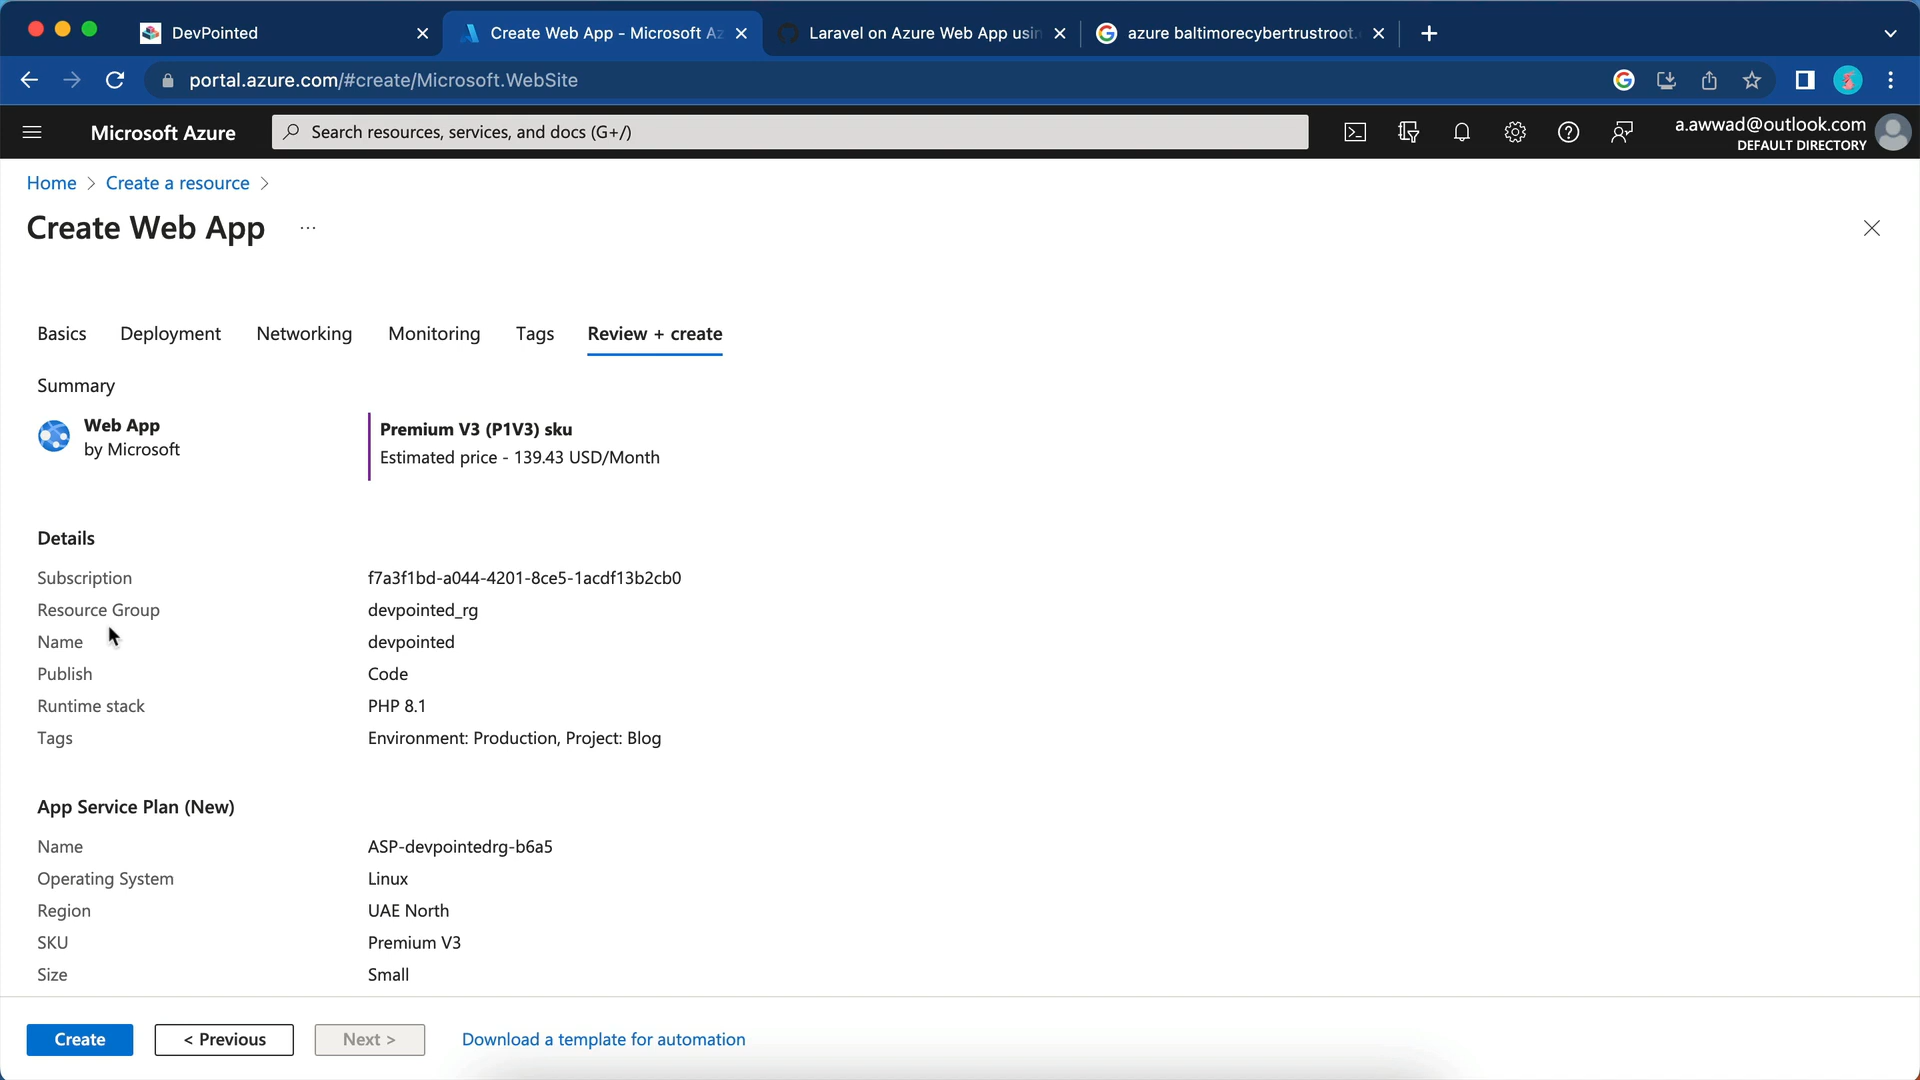 DevPointed
Create Web App - Microsoft Az
Laravel on Azure Web App usin
azure baltimorecybertrustroot.
portal.azure.com/#create/Microsoft.WebSite
Microsoft Azure
Search resources, services, and docs (G+/)
a.awwad@outlook.com
DEFAULT DIRECTORY
Home > Create a resource >
Create Web App ...
Basics Deployment Networking Monitoring Tags Review + create
Summary
Web App
by Microsoft
Premium V3 (P1V3) sku
Estimated price - 139.43 USD/Month
Details
Subscription f7a3f1bd-a044-4201-8ce5-1acdf13b2cb0
Resource Group devpointed_rg
Name devpointed
Publish Code
Runtime stack PHP 8.1
Tags Environment: Production, Project: Blog
App Service Plan (New)
Name ASP-devpointedrg-b6a5
Operating System Linux
Region UAE North
SKU Premium V3
Size Small
Create < Previous Next > Download a template for automation